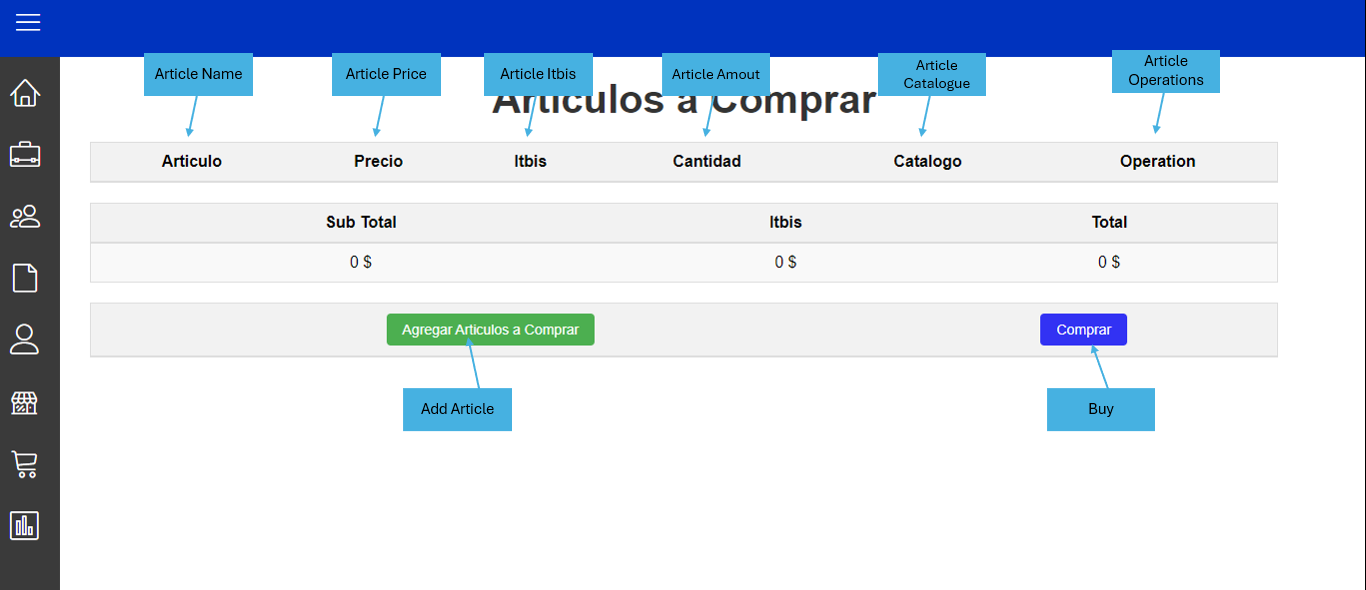 Article Name
Article Price
Article Itbis
Article Amout
Article
Catalogue
Article
Operations
Articulos a Comprar
Articulo Precio Itbis Cantidad Catalogo Operation
Sub Total Itbis Total
0 $ 0 $ 0 $
Agregar Articulos a Comprar Comprar
Add Article Buy